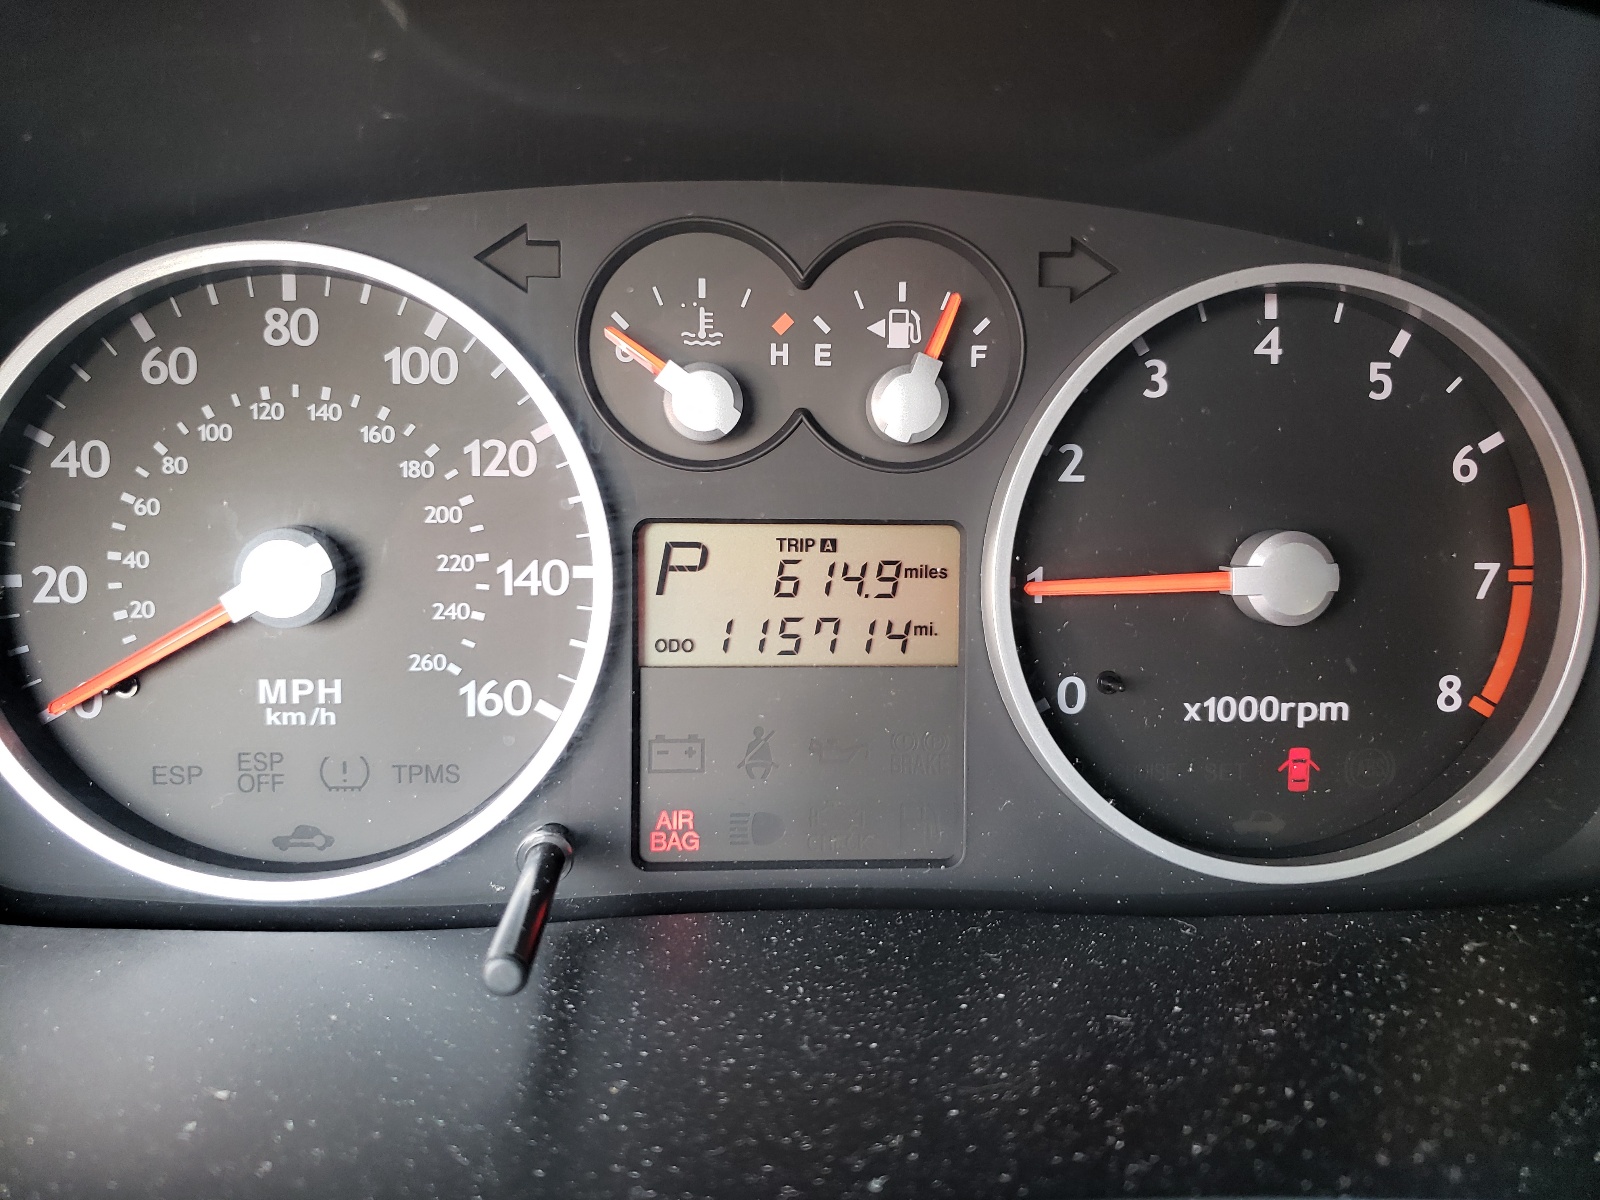 20
40
60
80
100
120
140
160
20
40
60
80
100
120
140
160
180
200
220
240
260
0
MPH
km/h
ESP
ESP
OFF
TPMS
C
H
E
F
P
TRIP A
614.9 miles
ODO 115714 mi.
BRAKE
AIR
BAG
0
1
2
3
4
5
6
7
8
x1000rpm
SET